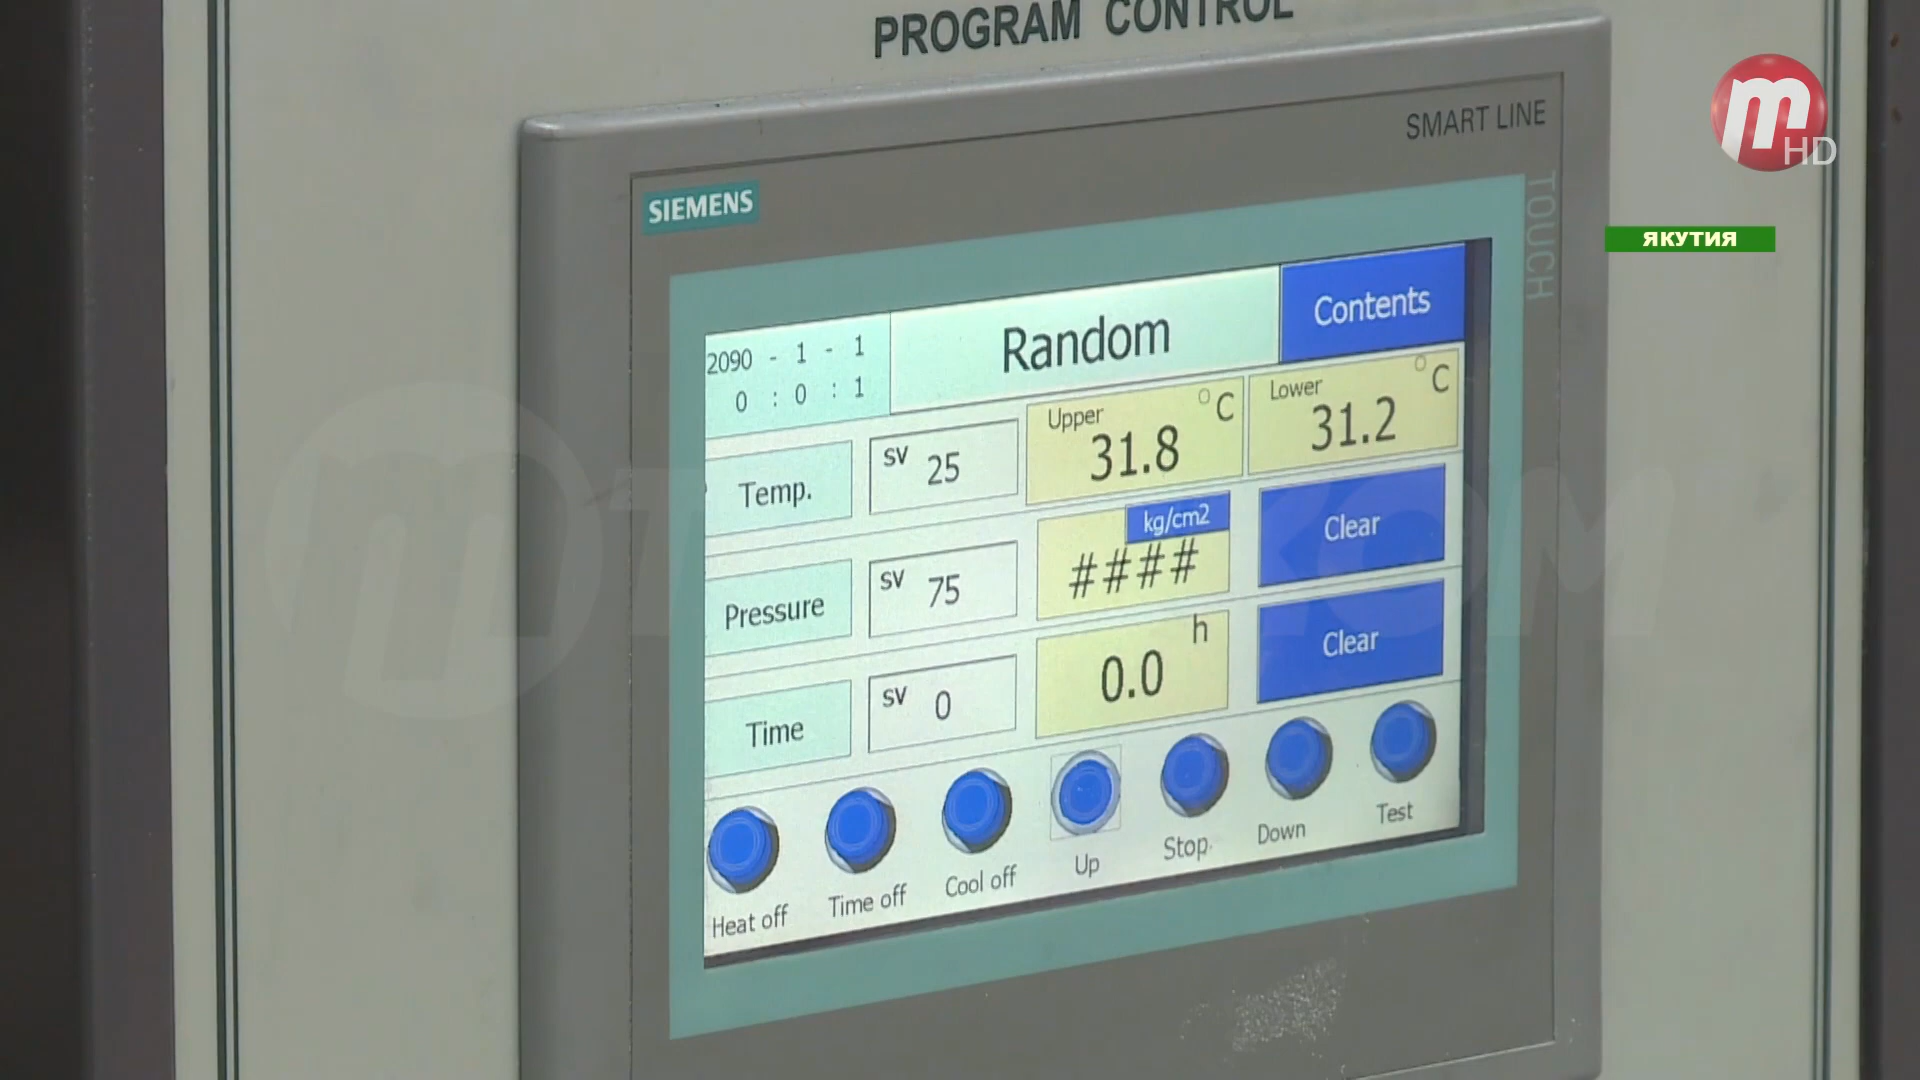 PROGRAM CONTROL
SMART LINE
SIEMENS
TOUCH
m HD
ЯКУТИЯ
2090 - 1 - 1
0 : 0 : 1
Random
Contents
Temp.
SV 25
Upper °C
31.8
Lower °C
31.2
Pressure
SV 75
kg/cm2
####
Clear
Time
SV 0
h
0.0
Clear
Heat off
Time off
Cool off
Up
Stop
Down
Test